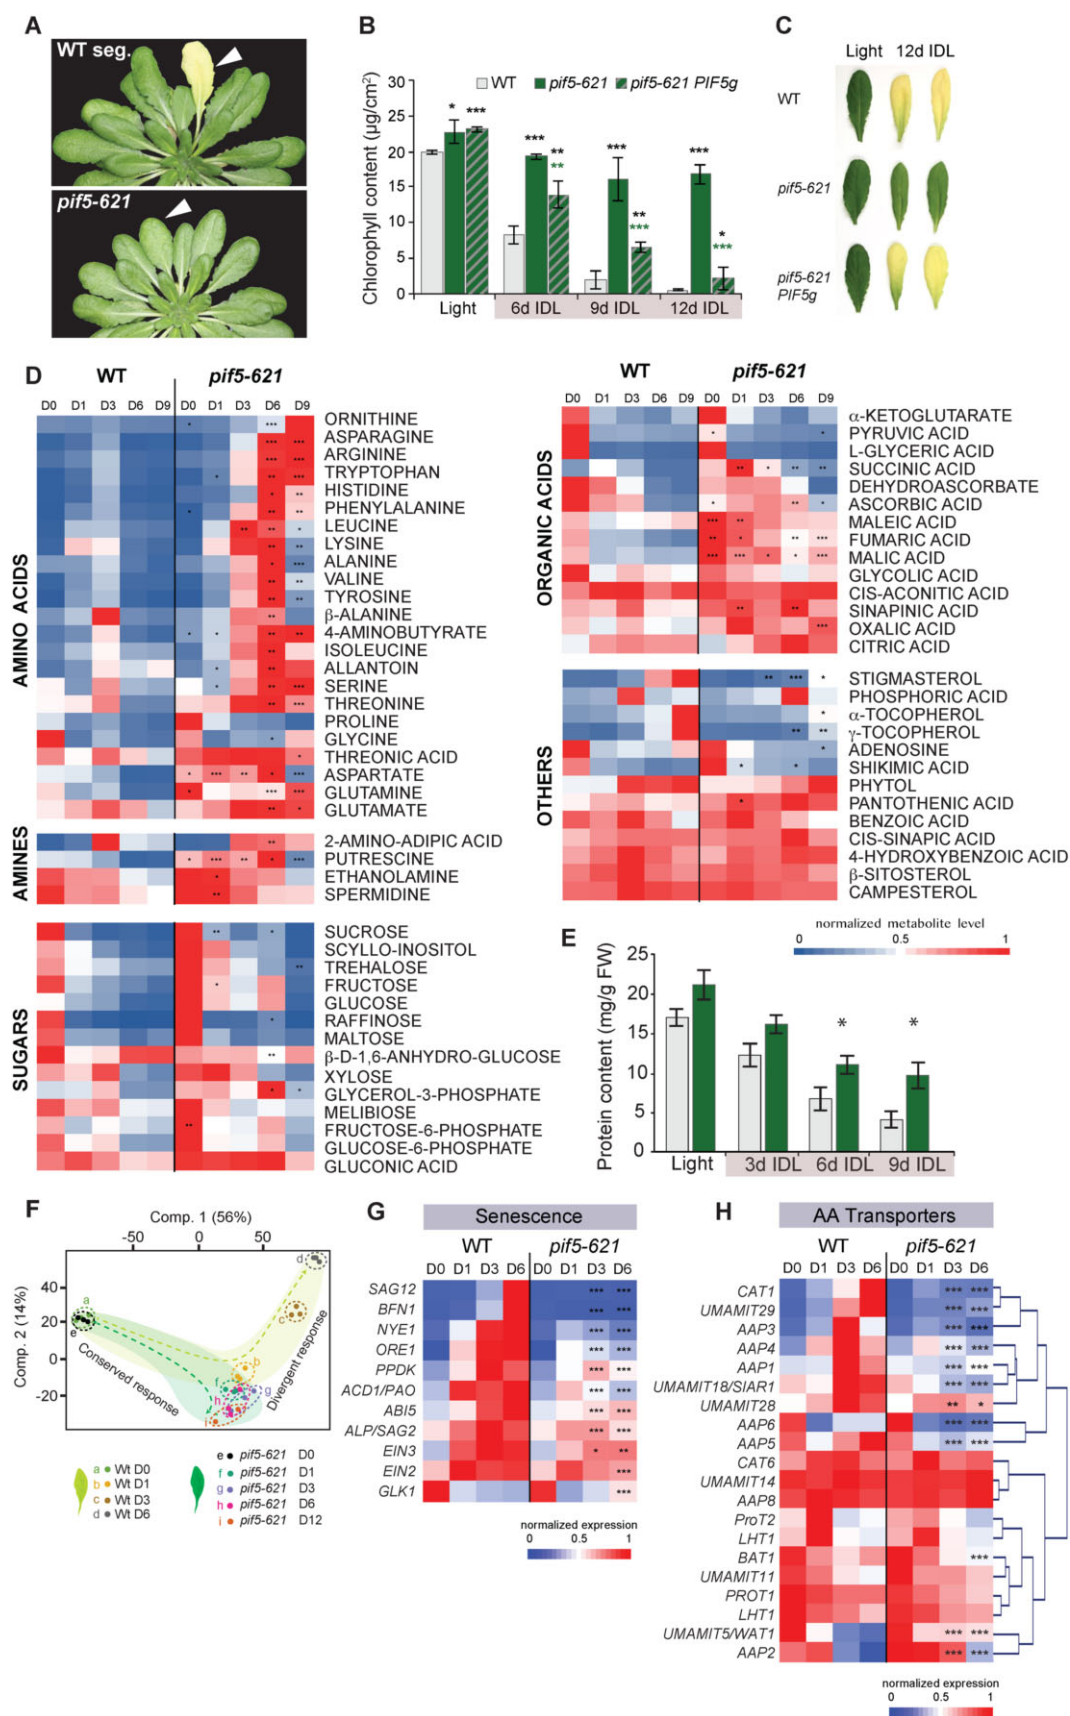 A
WT seg.
pif5-621
B
WT
pif5-621
pif5-621 PIF5g
Chlorophyll content (µg/cm²)
30
25
20
15
10
5
0
* *** *** ** ** *** ** *** *** * ***
Light 6d IDL 9d IDL 12d IDL
C
Light 12d IDL
WT
pif5-621
pif5-621
PIF5g
D
WT pif5-621
D0 D1 D3 D6 D9 D0 D1 D3 D6 D9
AMINO ACIDS
ORNITHINE
ASPARAGINE
ARGININE
TRYPTOPHAN
HISTIDINE
PHENYLALANINE
LEUCINE
LYSINE
ALANINE
VALINE
TYROSINE
β-ALANINE
4-AMINOBUTYRATE
ISOLEUCINE
ALLANTOIN
SERINE
THREONINE
PROLINE
GLYCINE
THREONIC ACID
ASPARTATE
GLUTAMINE
GLUTAMATE
AMINES
2-AMINO-ADIPIC ACID
PUTRESCINE
ETHANOLAMINE
SPERMIDINE
SUGARS
SUCROSE
SCYLLO-INOSITOL
TREHALOSE
FRUCTOSE
GLUCOSE
RAFFINOSE
MALTOSE
β-D-1,6-ANHYDRO-GLUCOSE
XYLOSE
GLYCEROL-3-PHOSPHATE
MELIBIOSE
FRUCTOSE-6-PHOSPHATE
GLUCOSE-6-PHOSPHATE
GLUCONIC ACID
WT pif5-621
D0 D1 D3 D6 D9 D0 D1 D3 D6 D9
ORGANIC ACIDS
α-KETOGLUTARATE
PYRUVIC ACID
L-GLYCERIC ACID
SUCCINIC ACID
DEHYDROASCORBATE
ASCORBIC ACID
MALEIC ACID
FUMARIC ACID
MALIC ACID
GLYCOLIC ACID
CIS-ACONITIC ACID
SINAPINIC ACID
OXALIC ACID
CITRIC ACID
OTHERS
STIGMASTEROL
PHOSPHORIC ACID
α-TOCOPHEROL
γ-TOCOPHEROL
ADENOSINE
SHIKIMIC ACID
PHYTOL
PANTOTHENIC ACID
BENZOIC ACID
CIS-SINAPIC ACID
4-HYDROXYBENZOIC ACID
β-SITOSTEROL
CAMPESTEROL
normalized metabolite level
0 0.5 1
E
Protein content (mg/g FW)
25
20
15
10
5
0
* *
Light 3d IDL 6d IDL 9d IDL
F
Comp. 1 (56%)
-50 0 50
Comp. 2 (14%)
40
20
0
-20
a
e
b
c
d
f
g
h
i
Conserved response
Divergent response
a Wt D0
b Wt D1
c Wt D3
d Wt D6
e pif5-621 D0
f pif5-621 D1
g pif5-621 D3
h pif5-621 D6
i pif5-621 D12
G
Senescence
WT pif5-621
D0 D1 D3 D6 D0 D1 D3 D6
SAG12 *** ***
BFN1 *** ***
NYE1 *** ***
ORE1 *** ***
PPDK *** ***
ACD1/PAO *** ***
ABI5 *** ***
ALP/SAG2 *** ***
EIN3 * **
EIN2 ***
GLK1 ***
normalized expression
0 0.5 1
H
AA Transporters
WT pif5-621
D0 D1 D3 D6 D0 D1 D3 D6
CAT1 *** ***
UMAMIT29 *** ***
AAP3 *** ***
AAP4 *** ***
AAP1 *** ***
UMAMIT18/SIAR1 *** ***
UMAMIT28 ** *
AAP6 *** ***
AAP5 *** ***
CAT6
UMAMIT14
AAP8
ProT2
LHT1
BAT1 ***
UMAMIT11
PROT1
LHT1
UMAMIT5/WAT1 *** ***
AAP2 *** ***
normalized expression
0 0.5 1